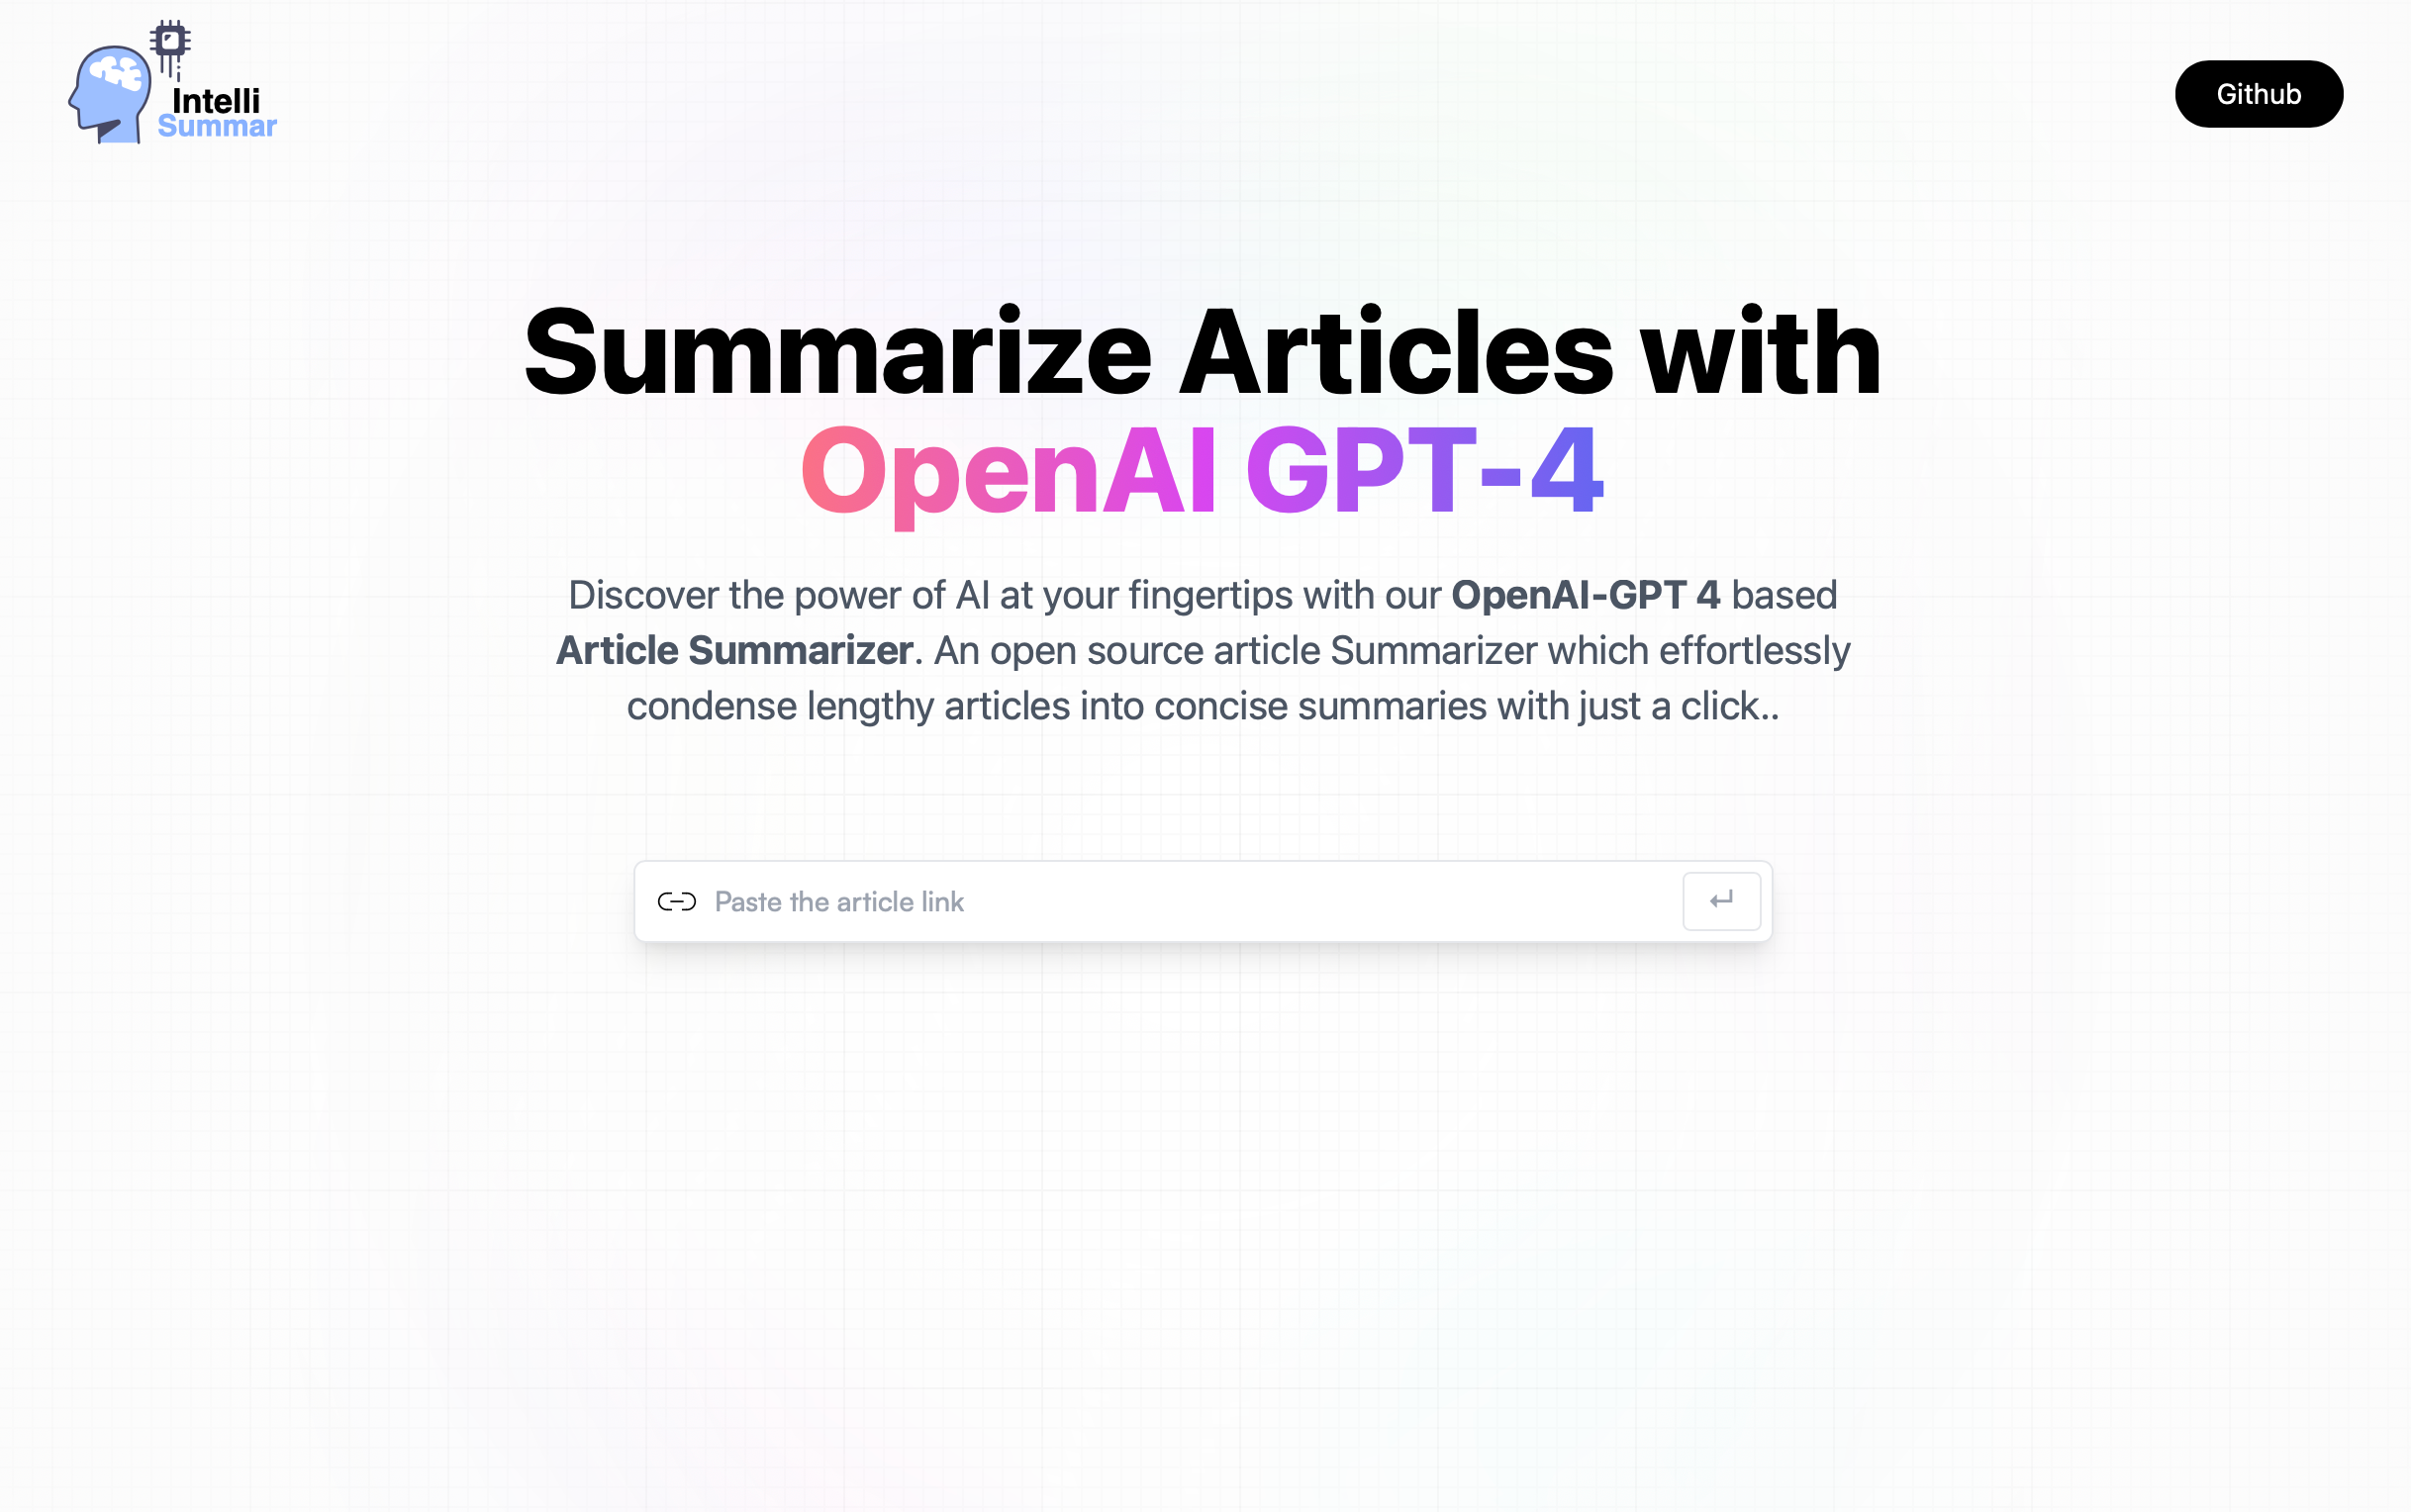 Intelli
Summar
Github
Summarize Articles with
OpenAI GPT-4
Discover the power of AI at your fingertips with our OpenAI-GPT 4 based
Article Summarizer. An open source article Summarizer which effortlessly
condense lengthy articles into concise summaries with just a click..
Paste the article link